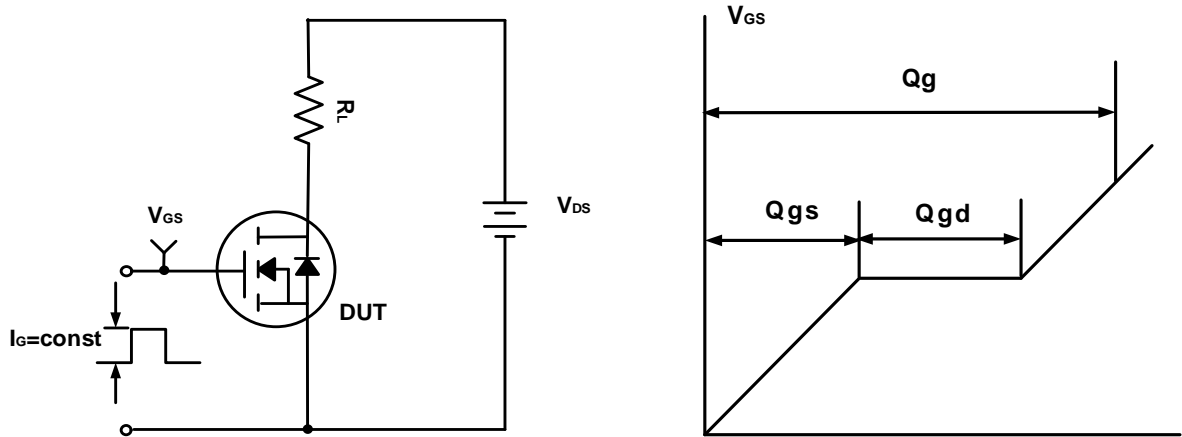 RL
VGS
VDS
DUT
IG=const
VGS
Qg
Qgs
Qgd